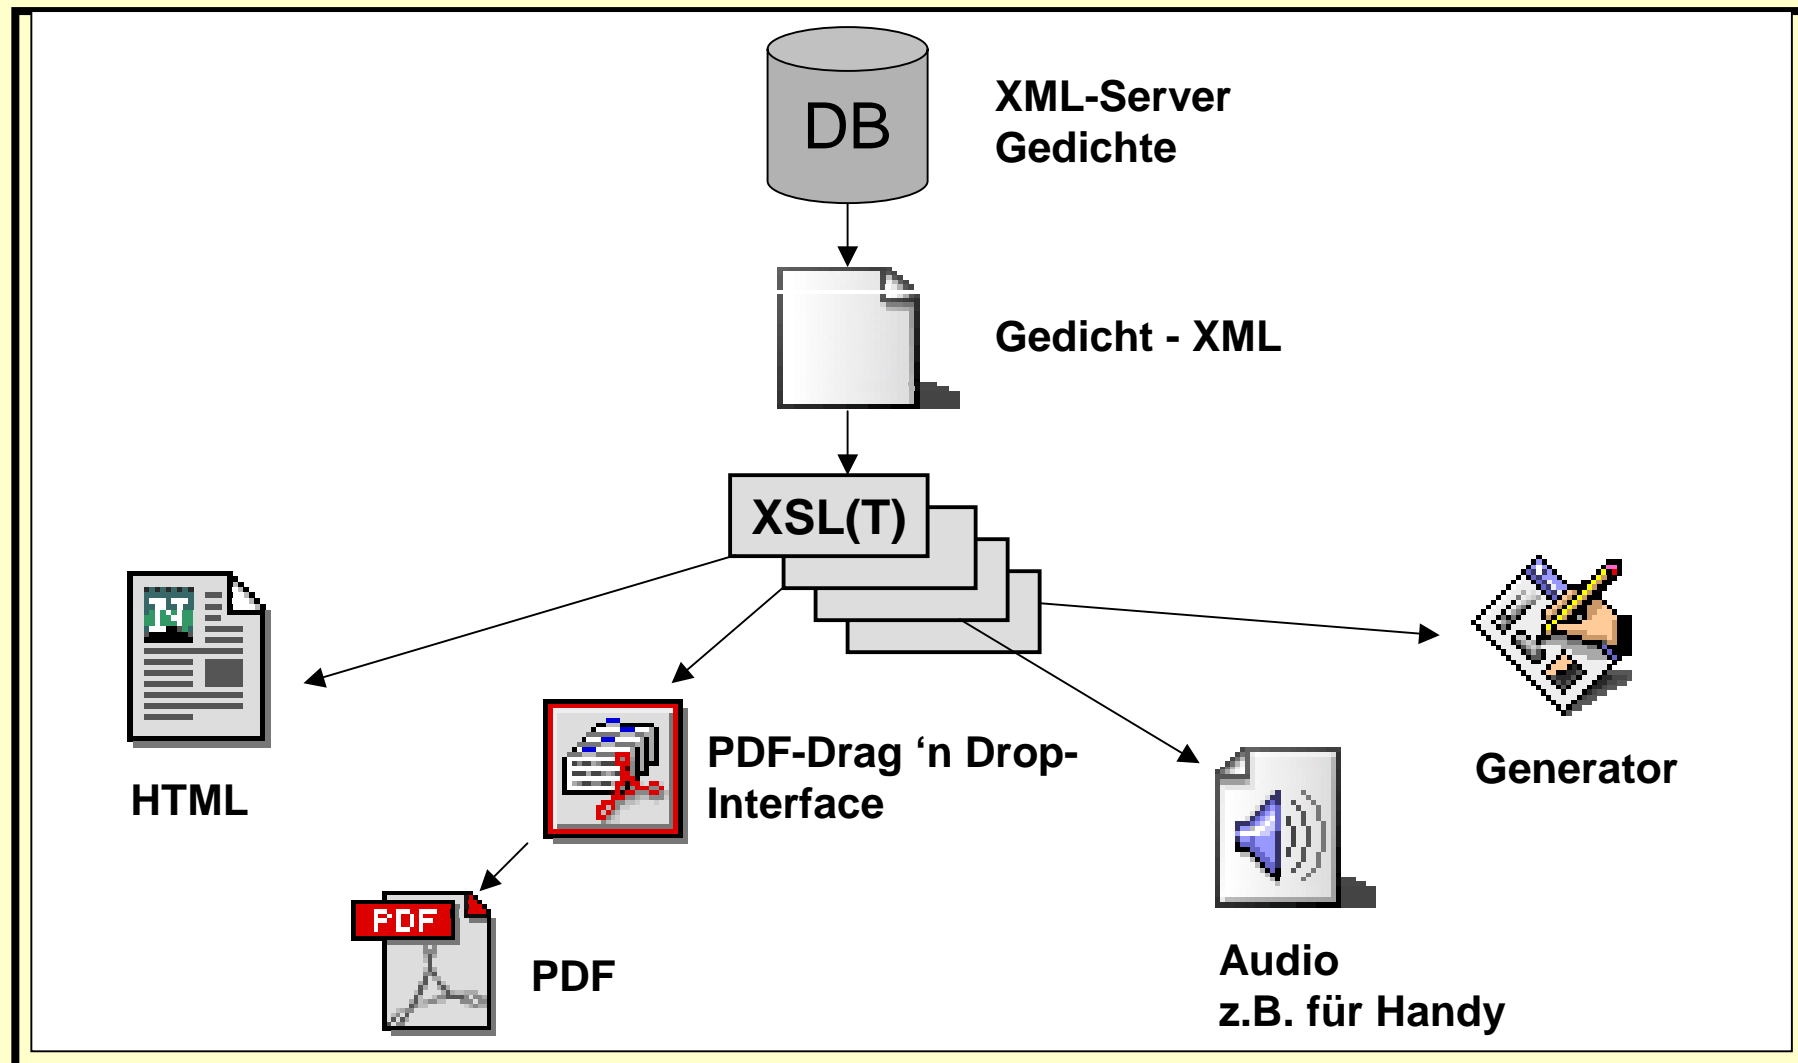 DB
XML-Server
Gedichte
Gedicht - XML
XSL(T)
N
HTML
PDF-Drag ‘n Drop-
Interface
PDF
PDF
Audio
z.B. für Handy
Generator